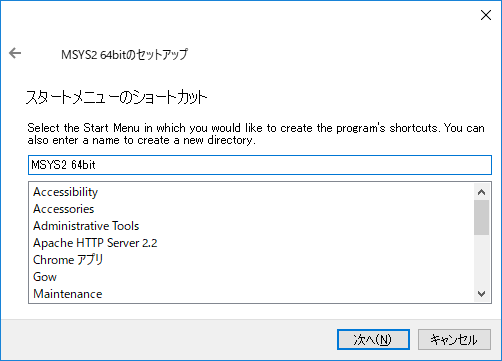 MSYS2 64bitのセットアップ
スタートメニューのショートカット
Select the Start Menu in which you would like to create the program's shortcuts. You can
also enter a name to create a new directory.
MSYS2 64bit
Accessibility
Accessories
Administrative Tools
Apache HTTP Server 2.2
Chrome アプリ
Gow
Maintenance
次へ(N)
キャンセル